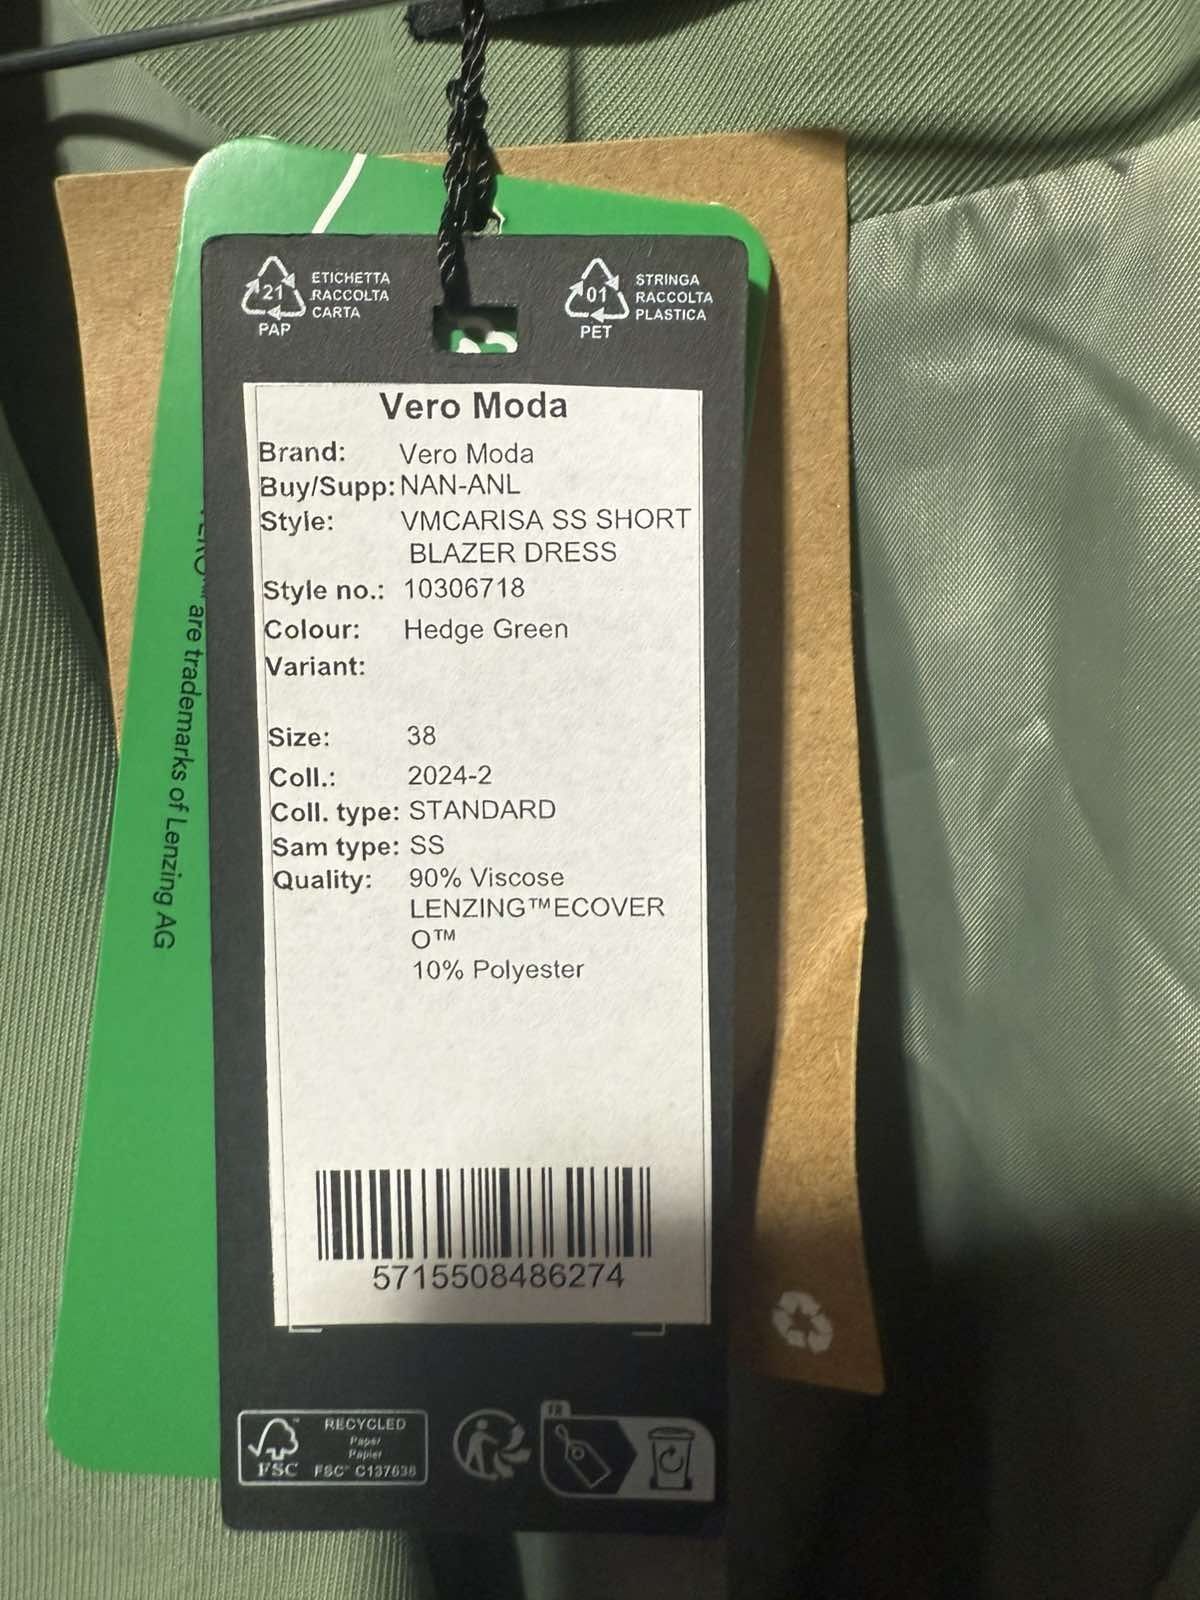 21
ETICHETTA
RACCOLTA
CARTA
PAP
01
STRINGA
RACCOLTA
PLASTICA
PET
Vero Moda
Brand: Vero Moda
Buy/Supp: NAN-ANL
Style: VMCARISA SS SHORT
BLAZER DRESS
Style no.: 10306718
Colour: Hedge Green
Variant:
Size: 38
Coll.: 2024-2
Coll. type: STANDARD
Sam type: SS
Quality: 90% Viscose
LENZING™ECOVER
O™
10% Polyester
5715508486274
FSC
RECYCLED
Paper
Papier
FSC® C137636
FR
are trademarks of Lenzing AG